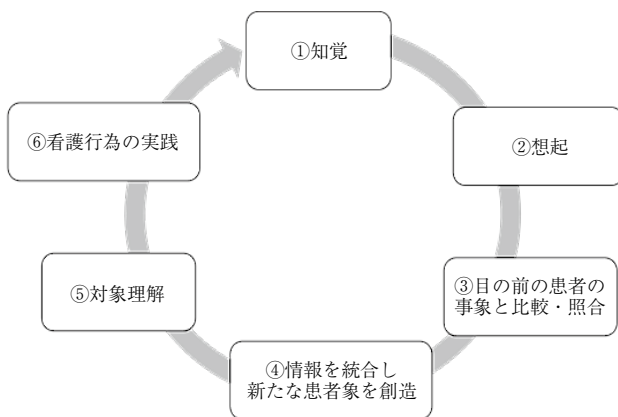 ①知覚
②想起
③目の前の患者の
事象と比較・照合
④情報を統合し
新たな患者象を創造
⑤対象理解
⑥看護行為の実践